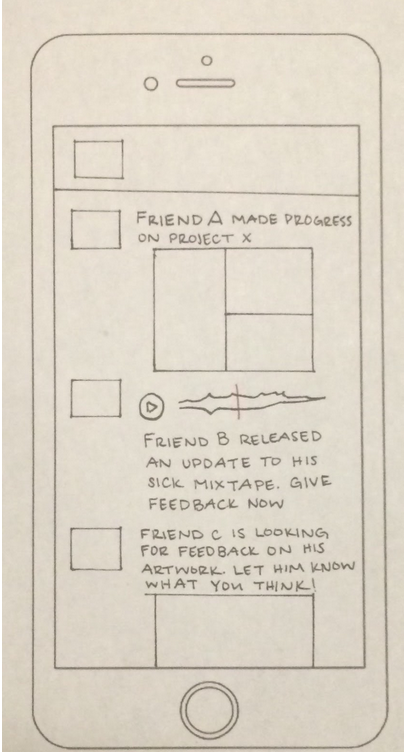 FRIEND A MADE PROGRESS
ON PROJECT X
FRIEND B RELEASED
AN UPDATE TO HIS
SICK MIXTAPE. GIVE
FEEDBACK NOW
FRIEND C IS LOOKING
FOR FEEDBACK ON HIS
ARTWORK. LET HIM KNOW
WHAT YOU THINK!